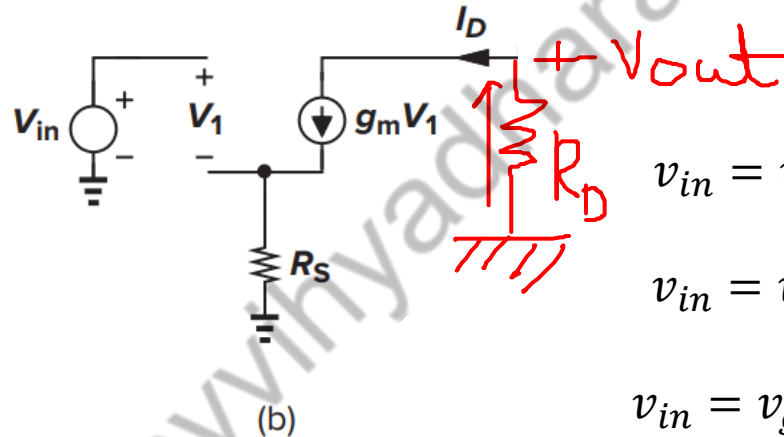 I_D
+ Vout
V_in
+
−
+
V_1
−
g_mV_1
R_D
R_S
v_in =
v_in =
v_in =
(b)